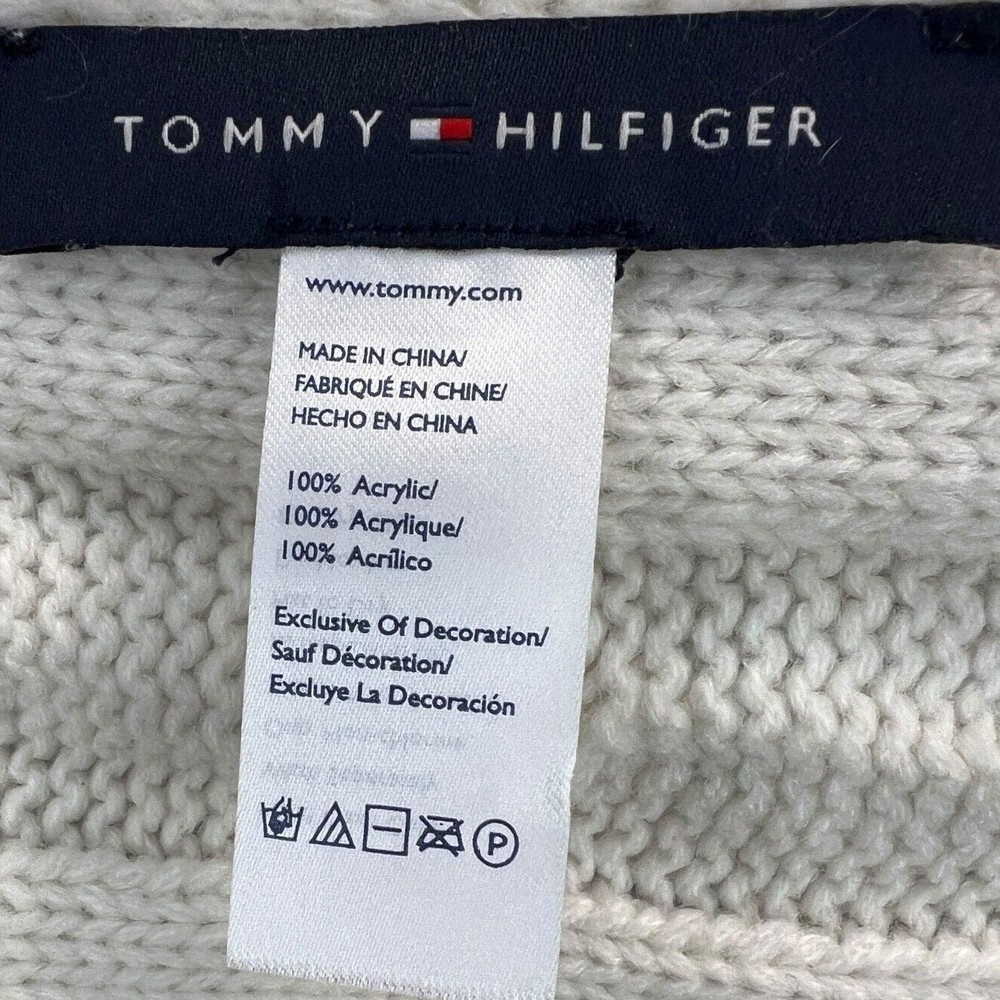 TOMMY HILFIGER
www.tommy.com
MADE IN CHINA/
FABRIQUÉ EN CHINE/
HECHO EN CHINA
100% Acrylic/
100% Acrylique/
100% Acrílico
Exclusive Of Decoration/
Sauf Décoration/
Excluye La Decoración
P